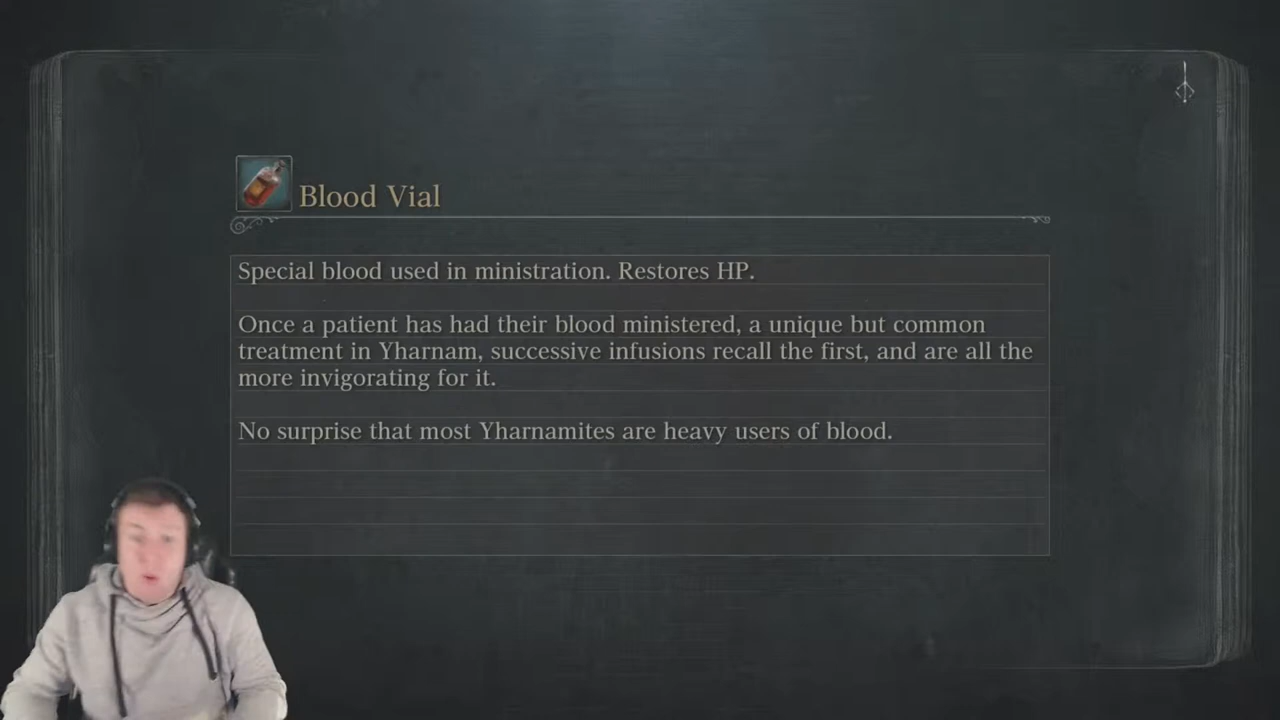 Blood Vial
Special blood used in ministration. Restores HP.
Once a patient has had their blood ministered, a unique but common
treatment in Yharnam, successive infusions recall the first, and are all the
more invigorating for it.
No surprise that most Yharnamites are heavy users of blood.